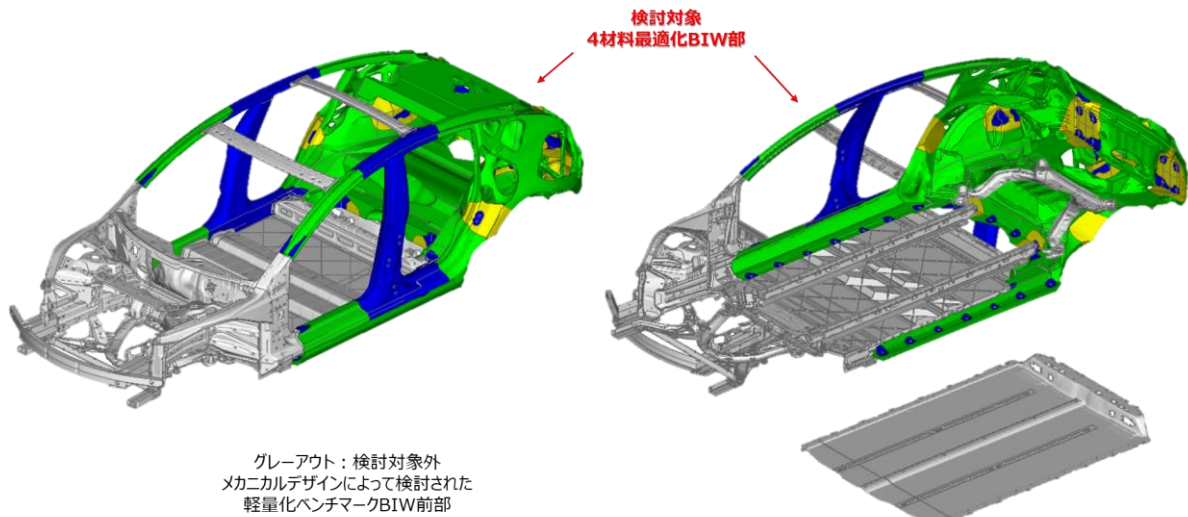 検討対象
4材料最適化BIW部
グレーアウト：検討対象外
メカニカルデザインによって検討された
軽量化ベンチマークBIW前部